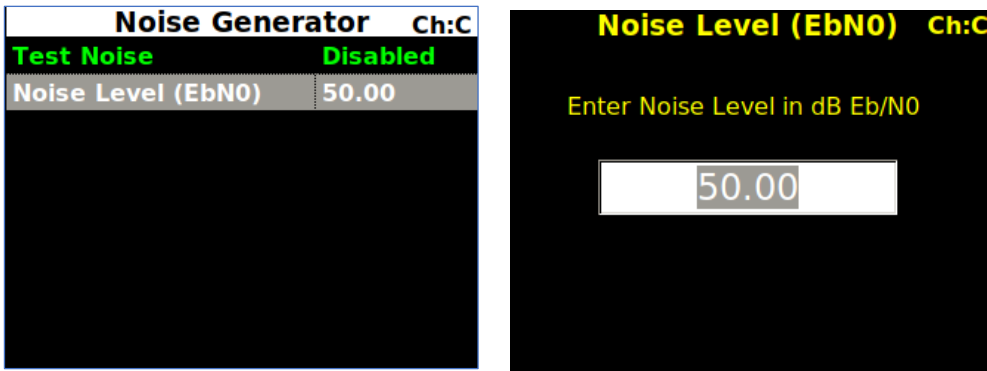 Noise Generator Ch:C
Test Noise Disabled
Noise Level (EbN0) 50.00
Noise Level (EbN0) Ch:C
Enter Noise Level in dB Eb/N0
50.00